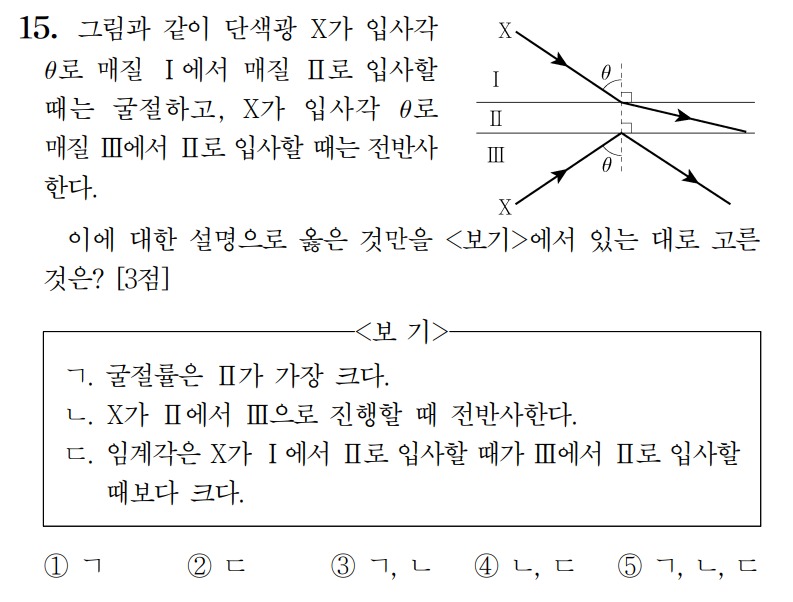 15. 그림과 같이 단색광 X가 입사각
θ로 매질 Ⅰ에서 매질 Ⅱ로 입사할
때는 굴절하고, X가 입사각 θ로
매질 Ⅲ에서 Ⅱ로 입사할 때는 전반사
한다.
X
θ
Ⅰ
Ⅱ
Ⅲ
θ
X
이에 대한 설명으로 옳은 것만을 <보기>에서 있는 대로 고른
것은? [3점]
<보 기>
ㄱ. 굴절률은 Ⅱ가 가장 크다.
ㄴ. X가 Ⅱ에서 Ⅲ으로 진행할 때 전반사한다.
ㄷ. 임계각은 X가 Ⅰ에서 Ⅱ로 입사할 때가 Ⅲ에서 Ⅱ로 입사할
때보다 크다.
① ㄱ ② ㄷ ③ ㄱ, ㄴ ④ ㄴ, ㄷ ⑤ ㄱ, ㄴ, ㄷ